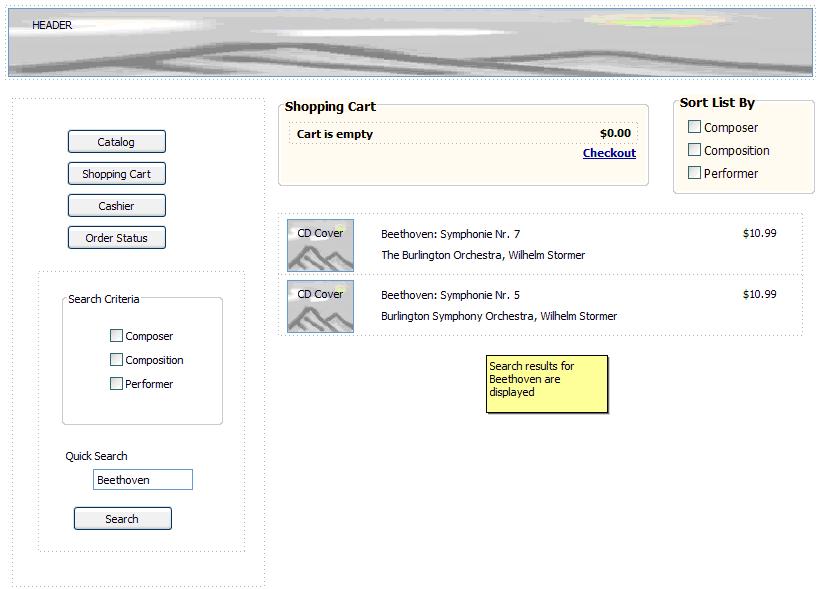 HEADER
Catalog
Shopping Cart
Cashier
Order Status
Search Criteria
Composer
Composition
Performer
Quick Search
Beethoven
Search
Shopping Cart
Cart is empty $0.00
Checkout
Sort List By
Composer
Composition
Performer
CD Cover
Beethoven: Symphonie Nr. 7 $10.99
The Burlington Orchestra, Wilhelm Stormer
CD Cover
Beethoven: Symphonie Nr. 5 $10.99
Burlington Symphony Orchestra, Wilhelm Stormer
Search results for
Beethoven are
displayed